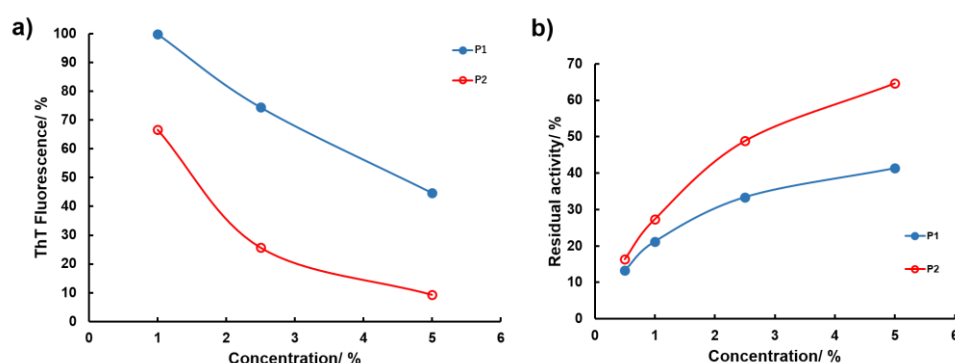 a)
ThT Fluorescence/ %
100
90
80
70
60
50
40
30
20
10
0
0 1 2 3 4 5 6
Concentration/ %
P1
P2
b)
Residual activity/ %
70
60
50
40
30
20
10
0
0 1 2 3 4 5 6
Concentration/ %
P1
P2